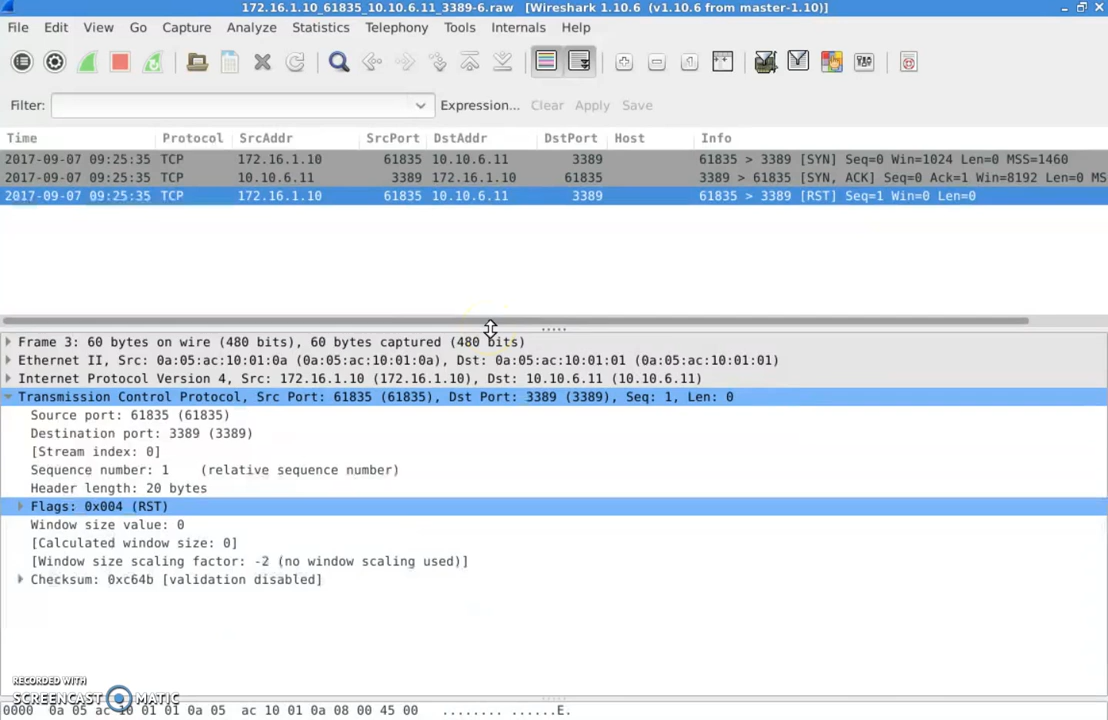 172.16.1.10_61835_10.10.6.11_3389-6.raw [Wireshark 1.10.6 (v1.10.6 from master-1.10)]
File Edit View Go Capture Analyze Statistics Telephony Tools Internals Help
Filter: Expression... Clear Apply Save
Time Protocol SrcAddr SrcPort DstAddr DstPort Host Info
2017-09-07 09:25:35 TCP 172.16.1.10 61835 10.10.6.11 3389 61835 > 3389 [SYN] Seq=0 Win=1024 Len=0 MSS=1460
2017-09-07 09:25:35 TCP 10.10.6.11 3389 172.16.1.10 61835 3389 > 61835 [SYN, ACK] Seq=0 Ack=1 Win=8192 Len=0 MS
2017-09-07 09:25:35 TCP 172.16.1.10 61835 10.10.6.11 3389 61835 > 3389 [RST] Seq=1 Win=0 Len=0
Frame 3: 60 bytes on wire (480 bits), 60 bytes captured (480 bits)
Ethernet II, Src: 0a:05:ac:10:01:0a (0a:05:ac:10:01:0a), Dst: 0a:05:ac:10:01:01 (0a:05:ac:10:01:01)
Internet Protocol Version 4, Src: 172.16.1.10 (172.16.1.10), Dst: 10.10.6.11 (10.10.6.11)
Transmission Control Protocol, Src Port: 61835 (61835), Dst Port: 3389 (3389), Seq: 1, Len: 0
Source port: 61835 (61835)
Destination port: 3389 (3389)
[Stream index: 0]
Sequence number: 1 (relative sequence number)
Header length: 20 bytes
Flags: 0x004 (RST)
Window size value: 0
[Calculated window size: 0]
[Window size scaling factor: -2 (no window scaling used)]
Checksum: 0xc64b [validation disabled]
RECORDED WITH
SCREENCAST MATIC
0000 0a 05 ac 10 01 01 0a 05 ac 10 01 0a 08 00 45 00 ........ ......E.